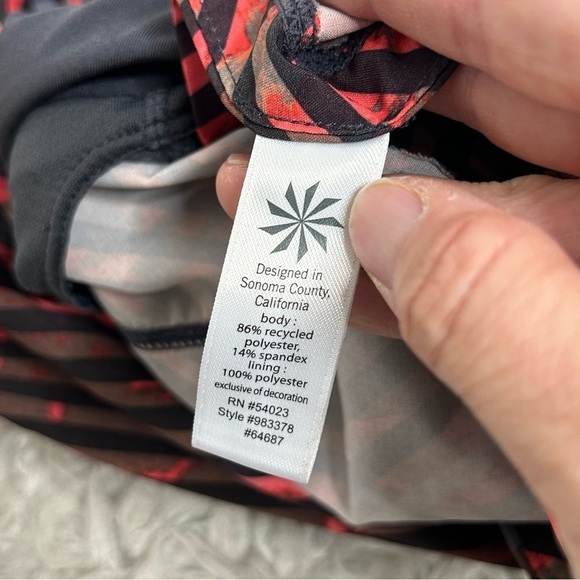 Designed in
Sonoma County,
California
body :
86% recycled
polyester,
14% spandex
lining :
100% polyester
exclusive of decoration
RN #54023
Style #983378
#64687